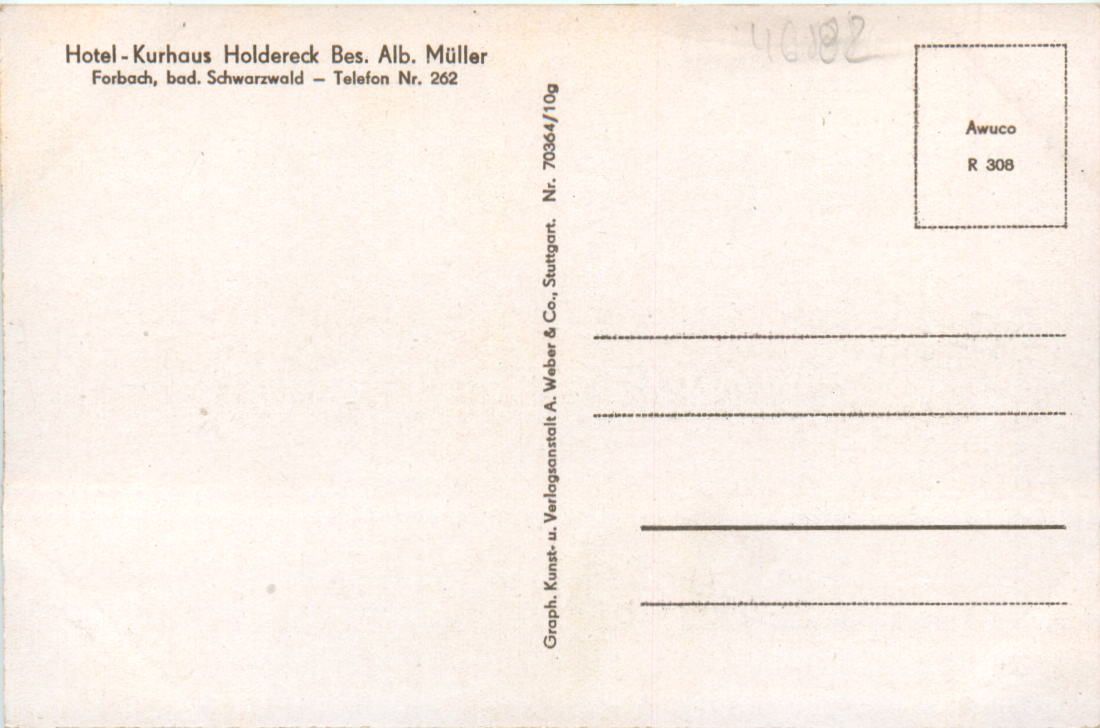 Hotel-Kurhaus Holdereck Bes. Alb. Müller
Forbach, bad. Schwarzwald – Telefon Nr. 262
Graph. Kunst- u. Verlagsanstalt A. Weber & Co., Stuttgart. Nr. 70364/10g
46182
Awuco
R 308